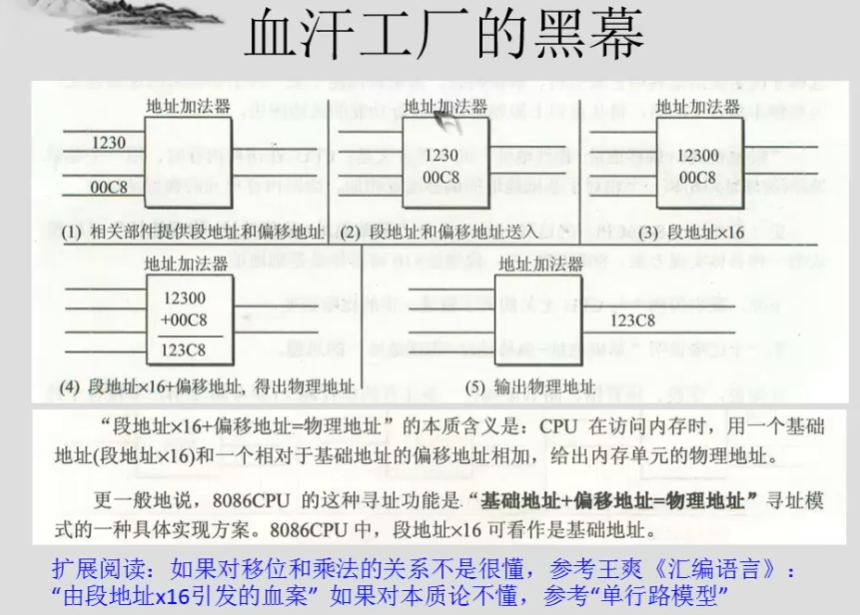 血汗工厂的黑幕
地址加法器 地址加法器 地址加法器
1230
00C8
1230
00C8
12300
00C8
(1) 相关部件提供段地址和偏移地址 (2) 段地址和偏移地址送入 (3) 段地址×16
地址加法器 地址加法器
12300
+00C8
123C8
123C8
(4) 段地址×16+偏移地址,得出物理地址 (5) 输出物理地址
“段地址×16+偏移地址=物理地址”的本质含义是:CPU 在访问内存时,用一个基础
地址(段地址×16)和一个相对于基础地址的偏移地址相加,给出内存单元的物理地址。
更一般地说,8086CPU 的这种寻址功能是“基础地址+偏移地址=物理地址”寻址模
式的一种具体实现方案。8086CPU 中,段地址×16 可看作是基础地址。
扩展阅读:如果对移位和乘法的关系不是很懂,参考王爽《汇编语言》:
“由段地址x16引发的血案” 如果对本质论不懂,参考“单行路模型”